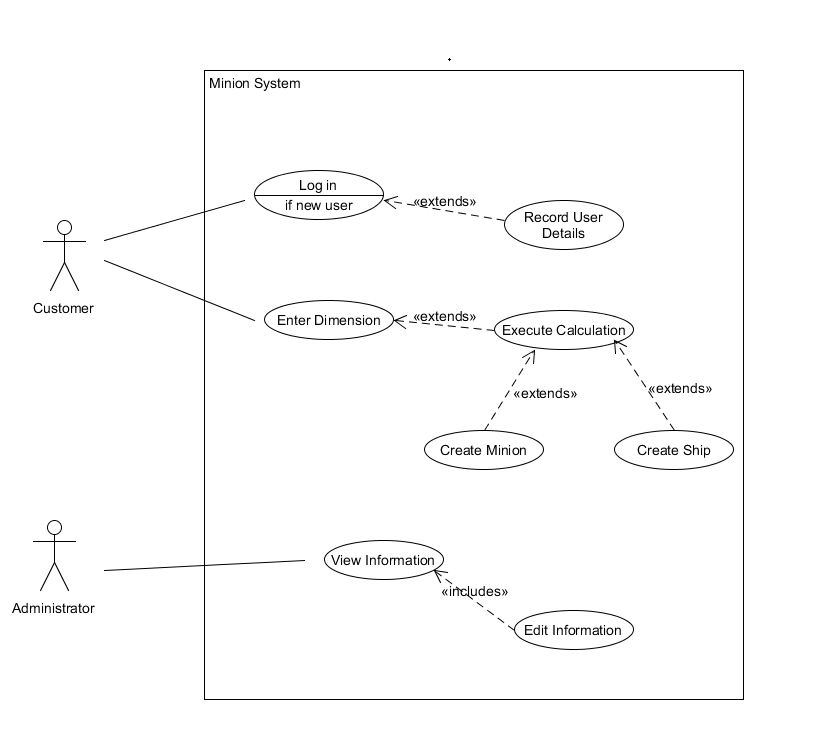 Minion System
Log in
if new user
«extends»
Record User
Details
Customer
Enter Dimension
«extends»
Execute Calculation
«extends»
«extends»
Create Minion
Create Ship
View Information
Administrator
«includes»
Edit Information